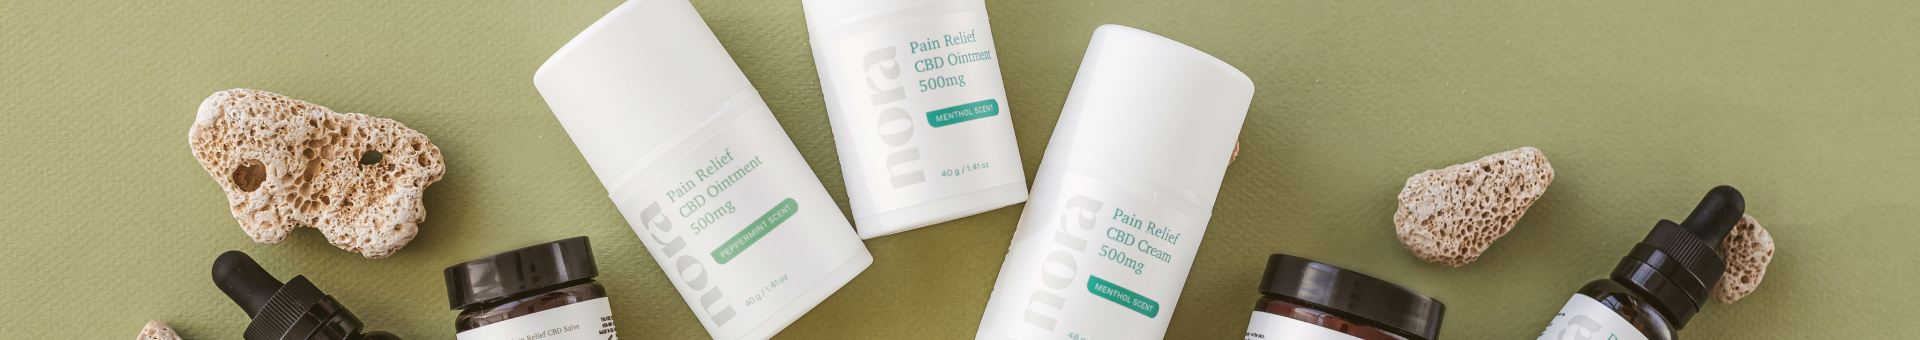 nora
Pain Relief
CBD Ointment
500mg
PEPPERMINT SCENT
40 g / 1.41 oz
nora
Pain Relief
CBD Ointment
500mg
MENTHOL SCENT
40 g / 1.41 oz
nora
Pain Relief
CBD Cream
500mg
MENTHOL SCENT
Relief CBD Salve